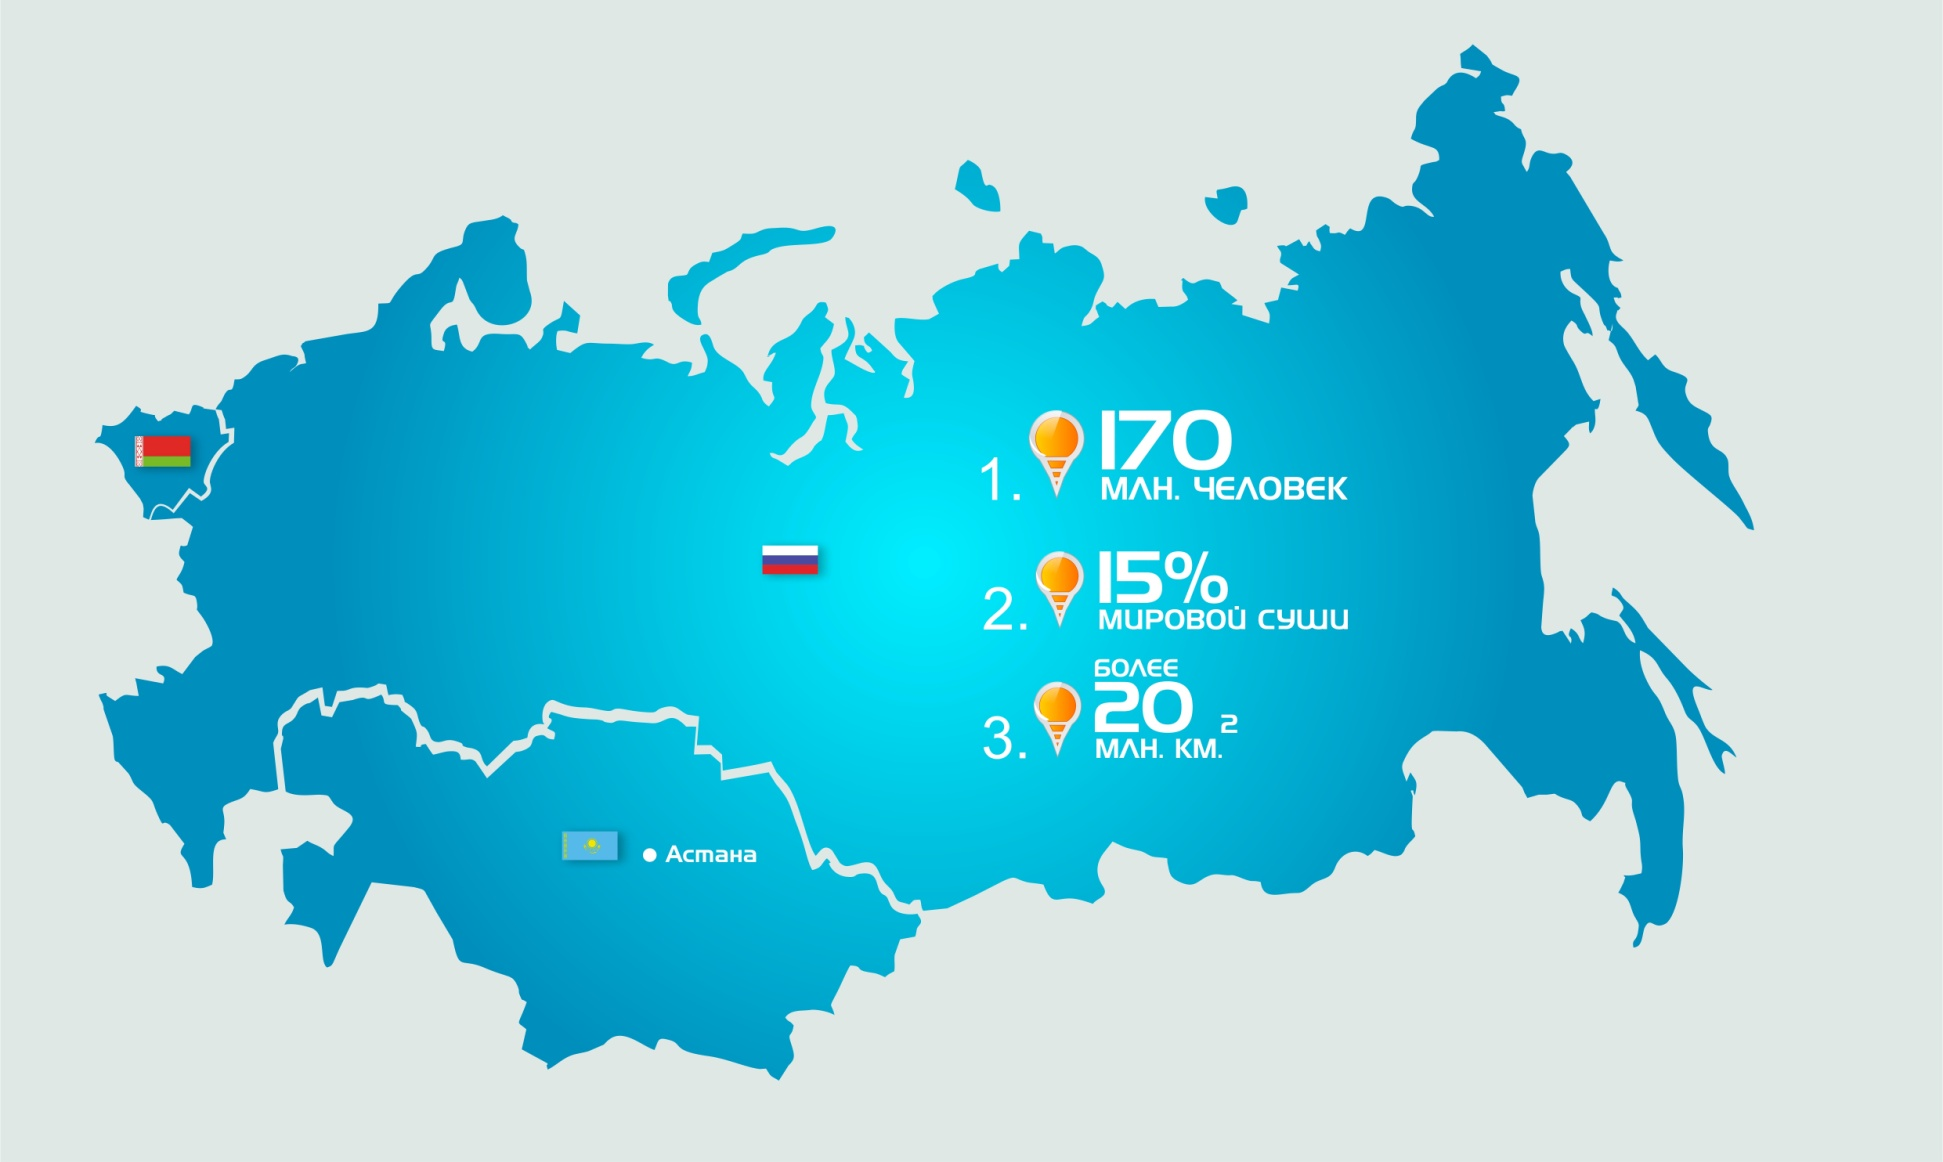 1. 170
МЛН. ЧЕЛОВЕК
2. 15%
МИРОВОЙ СУШИ
БОЛЕЕ
3. 20
МЛН. КМ.²
Астана